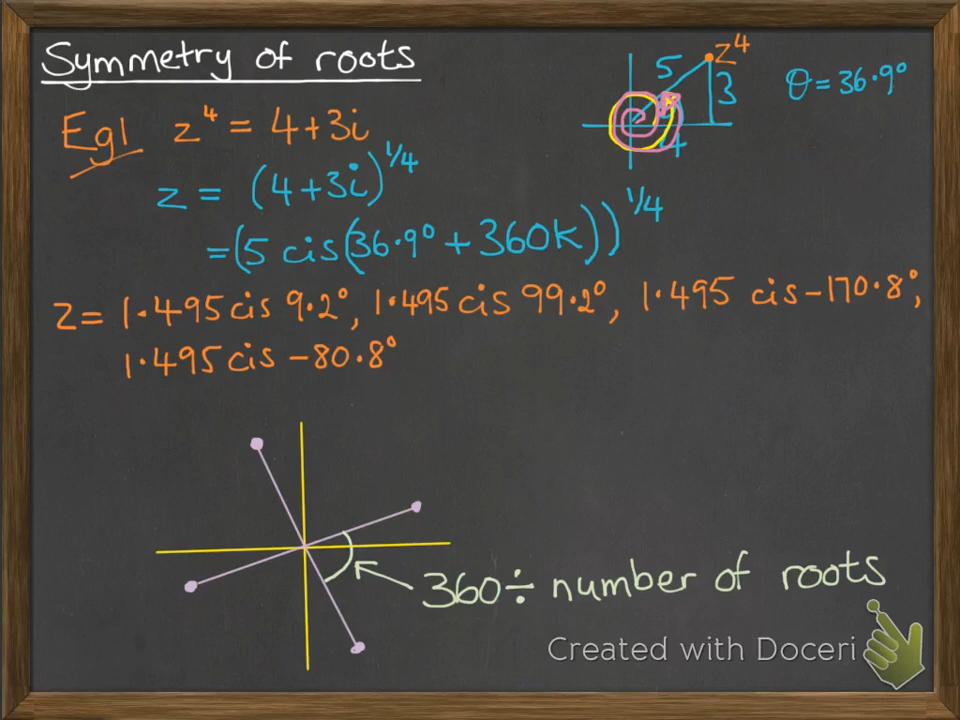 Symmetry of roots
z⁴
5
3
4
θ = 36.9°
Eg1 z⁴ = 4+3i
z = (4+3i)^1/4
= (5 cis(36.9° + 360k))^1/4
z = 1.495 cis 9.2°, 1.495 cis 99.2°, 1.495 cis -170.8°,
1.495 cis -80.8°
360 ÷ number of roots
Created with Doceri